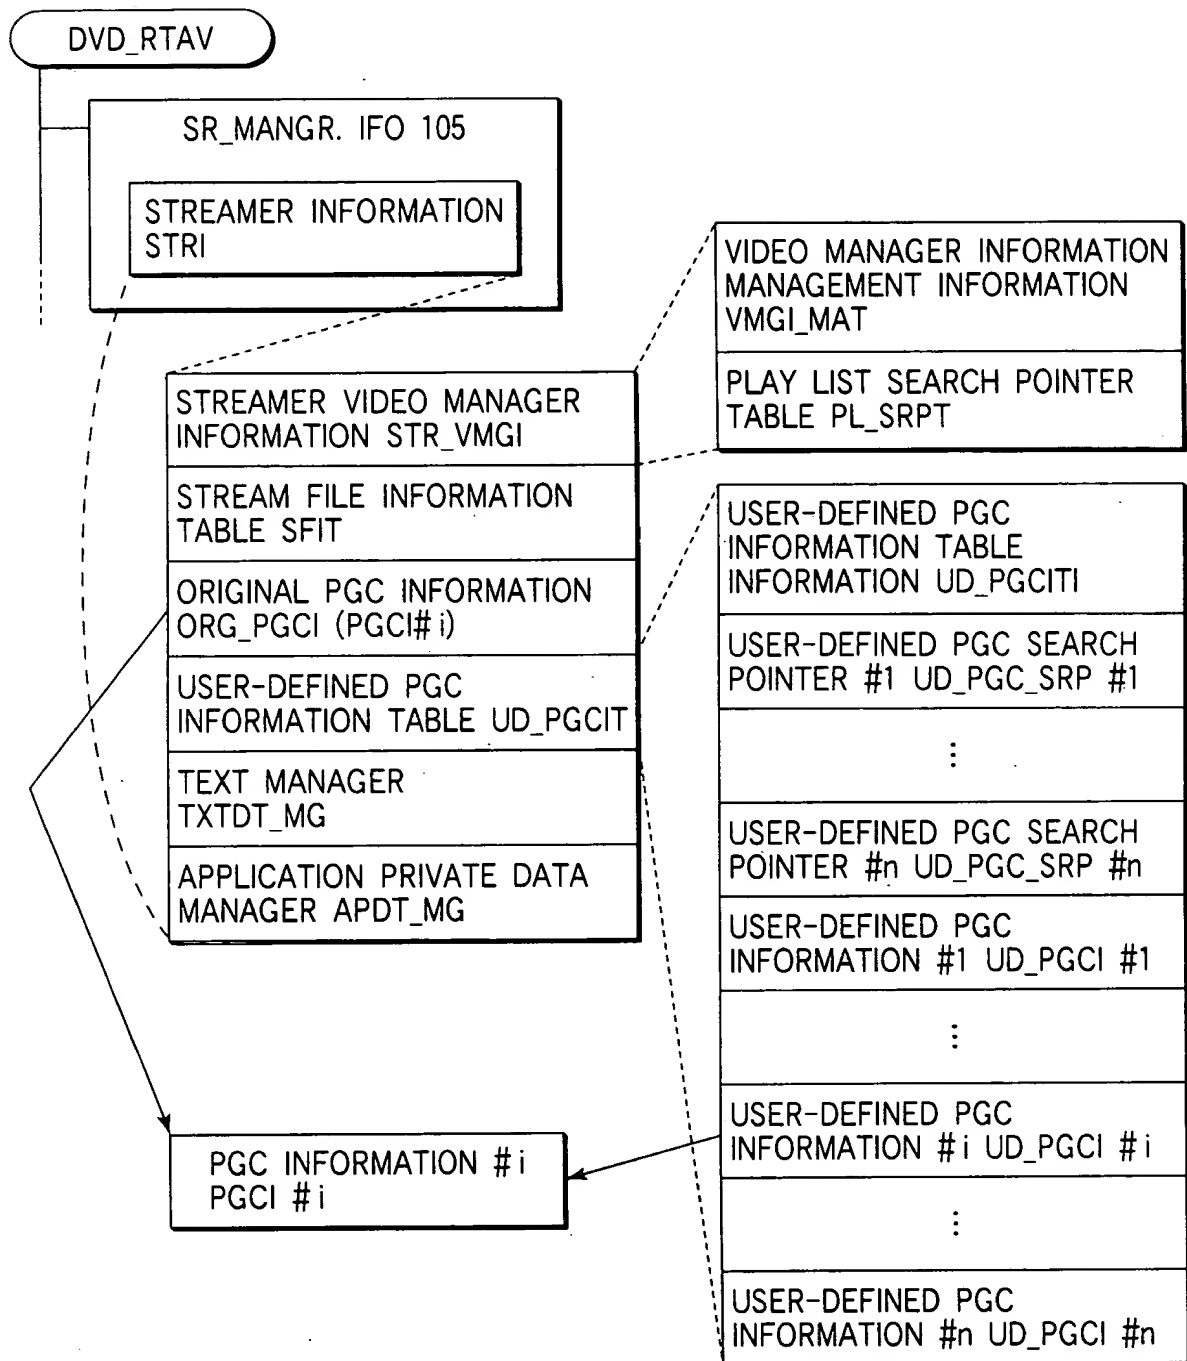 DVD_RTAV
SR_MANGR. IFO 105
STREAMER INFORMATION
STRI
STREAMER VIDEO MANAGER
INFORMATION STR_VMGI
STREAM FILE INFORMATION
TABLE SFIT
ORIGINAL PGC INFORMATION
ORG_PGCI (PGCI# i)
USER-DEFINED PGC
INFORMATION TABLE UD_PGCIT
TEXT MANAGER
TXTDT_MG
APPLICATION PRIVATE DATA
MANAGER APDT_MG
VIDEO MANAGER INFORMATION
MANAGEMENT INFORMATION
VMGI_MAT
PLAY LIST SEARCH POINTER
TABLE PL_SRPT
USER-DEFINED PGC
INFORMATION TABLE
INFORMATION UD_PGCITI
USER-DEFINED PGC SEARCH
POINTER #1 UD_PGC_SRP #1
⋮
USER-DEFINED PGC SEARCH
POINTER #n UD_PGC_SRP #n
USER-DEFINED PGC
INFORMATION #1 UD_PGCI #1
⋮
USER-DEFINED PGC
INFORMATION #i UD_PGCI #i
⋮
USER-DEFINED PGC
INFORMATION #n UD_PGCI #n
PGC INFORMATION #i
PGCI #i